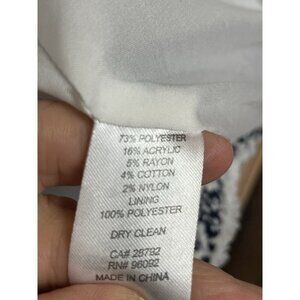 73% POLYESTER
16% ACRYLIC
5% RAYON
4% COTTON
2% NYLON
LINING
100% POLYESTER
DRY CLEAN
CA# 28792
RN# 96092
MADE IN CHINA